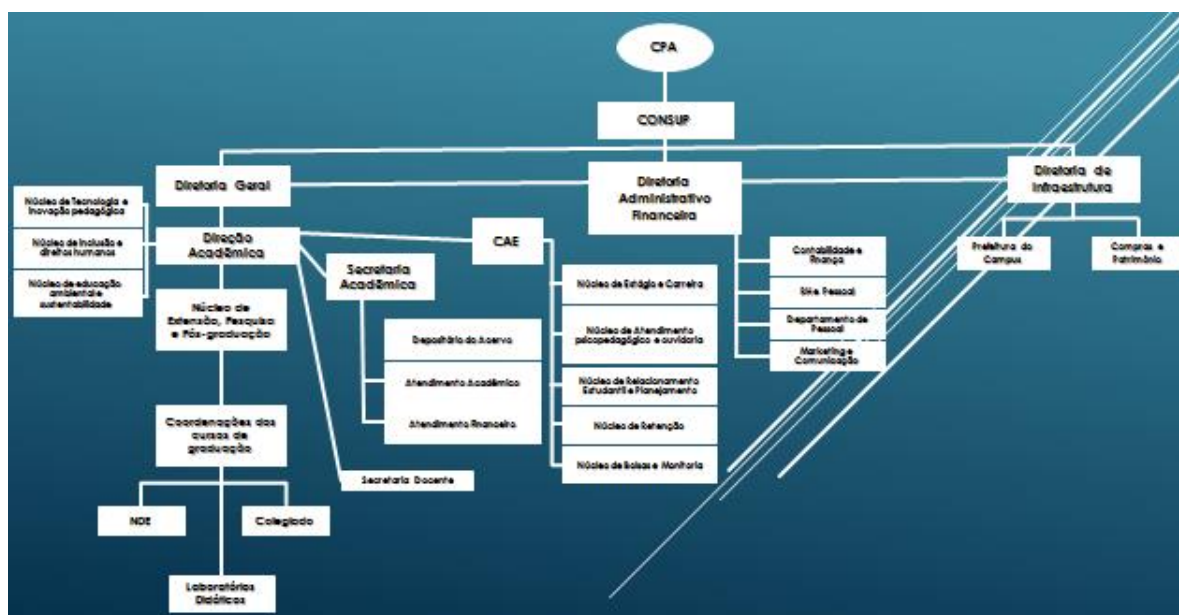 CPA
CONSUP
Diretoria Geral
Diretoria
Administrativo
Financeira
Diretoria de
Infraestrutura
Núcleo de Tecnologia e
Inovação pedagógica
Núcleo de Inclusão e
direitos humanos
Núcleo de educação
ambiental e
sustentabilidade
Direção
Acadêmica
CAE
Secretaria
Acadêmica
Núcleo de
Extensão, Pesquisa
e Pós-graduação
Contabilidade e
Finança
RH e Pessoal
Departamento de
Pessoal
Marketing e
Comunicação
Prefeitura do
Campus
Compras e
Patrimônio
Núcleo de Estágio e Carreira
Núcleo de Atendimento
psicopedagógico e ouvidoria
Núcleo de Relacionamento
Estudantil e Planejamento
Núcleo de Retenção
Núcleo de Bolsas e Monitoria
Depositário do Acervo
Atendimento Acadêmico
Atendimento Financeiro
Coordenações dos
cursos de
graduação
Secretaria Docente
NDE
Colegiado
Laboratórios
Didáticos